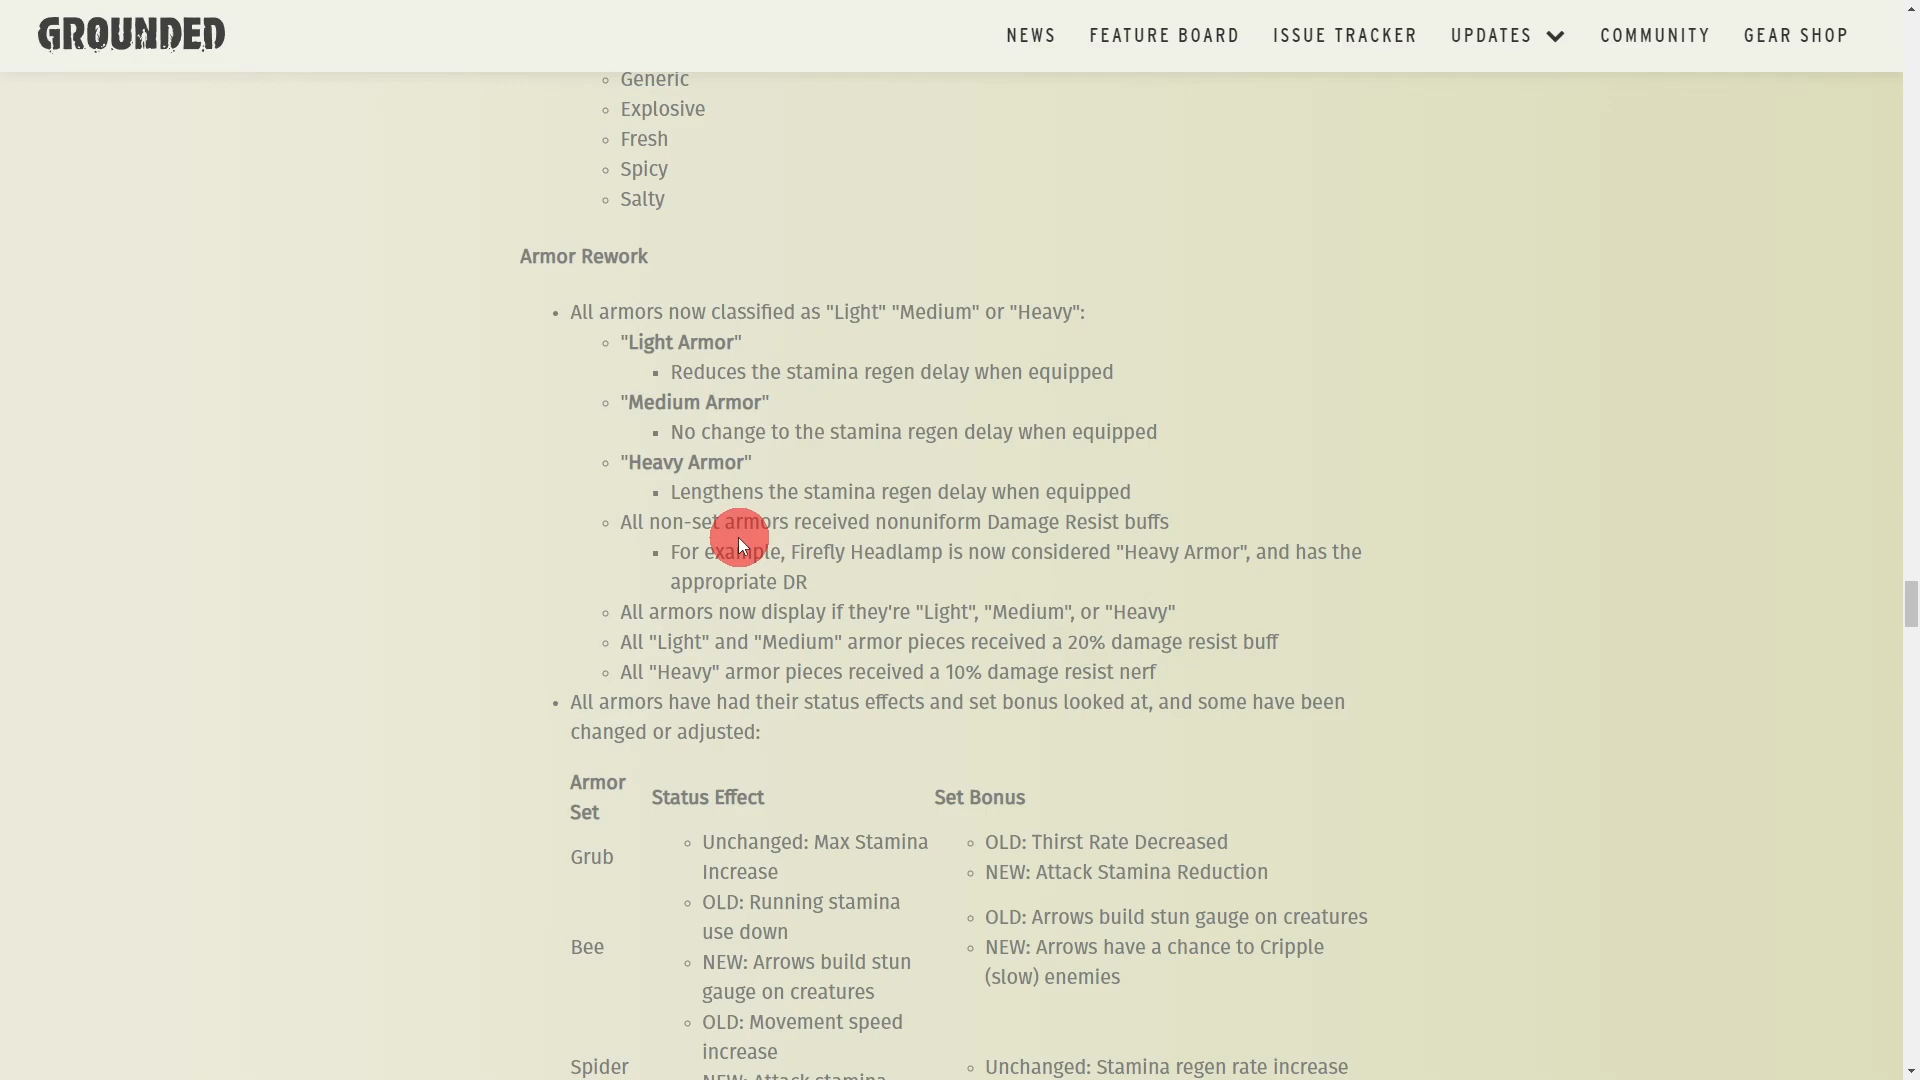 GROUNDED
NEWS FEATURE BOARD ISSUE TRACKER UPDATES COMMUNITY GEAR SHOP
Generic
Explosive
Fresh
Spicy
Salty
Armor Rework
All armors now classified as "Light" "Medium" or "Heavy":
"Light Armor"
Reduces the stamina regen delay when equipped
"Medium Armor"
No change to the stamina regen delay when equipped
"Heavy Armor"
Lengthens the stamina regen delay when equipped
All non-set armors received nonuniform Damage Resist buffs
For example, Firefly Headlamp is now considered "Heavy Armor", and has the
appropriate DR
All armors now display if they're "Light", "Medium", or "Heavy"
All "Light" and "Medium" armor pieces received a 20% damage resist buff
All "Heavy" armor pieces received a 10% damage resist nerf
All armors have had their status effects and set bonus looked at, and some have been
changed or adjusted:
Armor
Set
Status Effect
Set Bonus
Grub
Unchanged: Max Stamina
Increase
OLD: Thirst Rate Decreased
NEW: Attack Stamina Reduction
Bee
OLD: Running stamina
use down
NEW: Arrows build stun
gauge on creatures
OLD: Arrows build stun gauge on creatures
NEW: Arrows have a chance to Cripple
(slow) enemies
Spider
OLD: Movement speed
increase
NEW: Attack stamina
Unchanged: Stamina regen rate increase